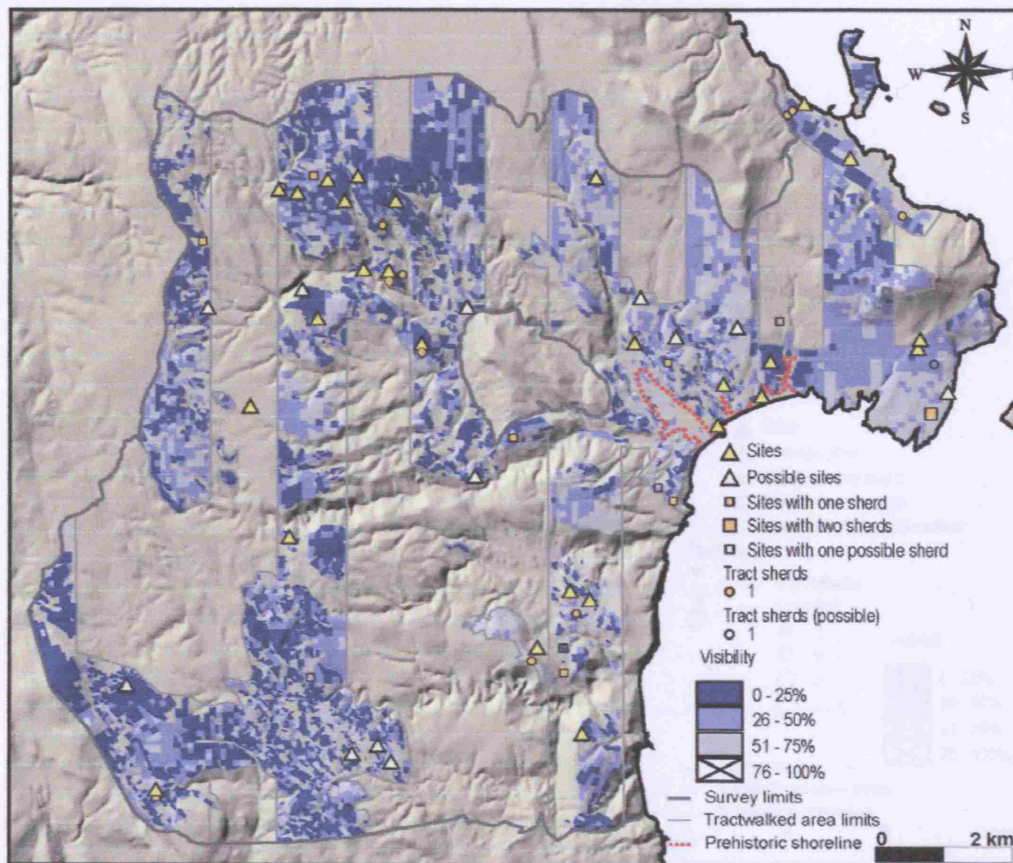 N
W
S
Sites
Possible sites
Sites with one sherd
Sites with two sherds
Sites with one possible sherd
Tract sherds
1
Tract sherds (possible)
1
Visibility
0 - 25%
26 - 50%
51 - 75%
76 - 100%
Survey limits
Tractwalked area limits
Prehistoric shoreline
0 2 km